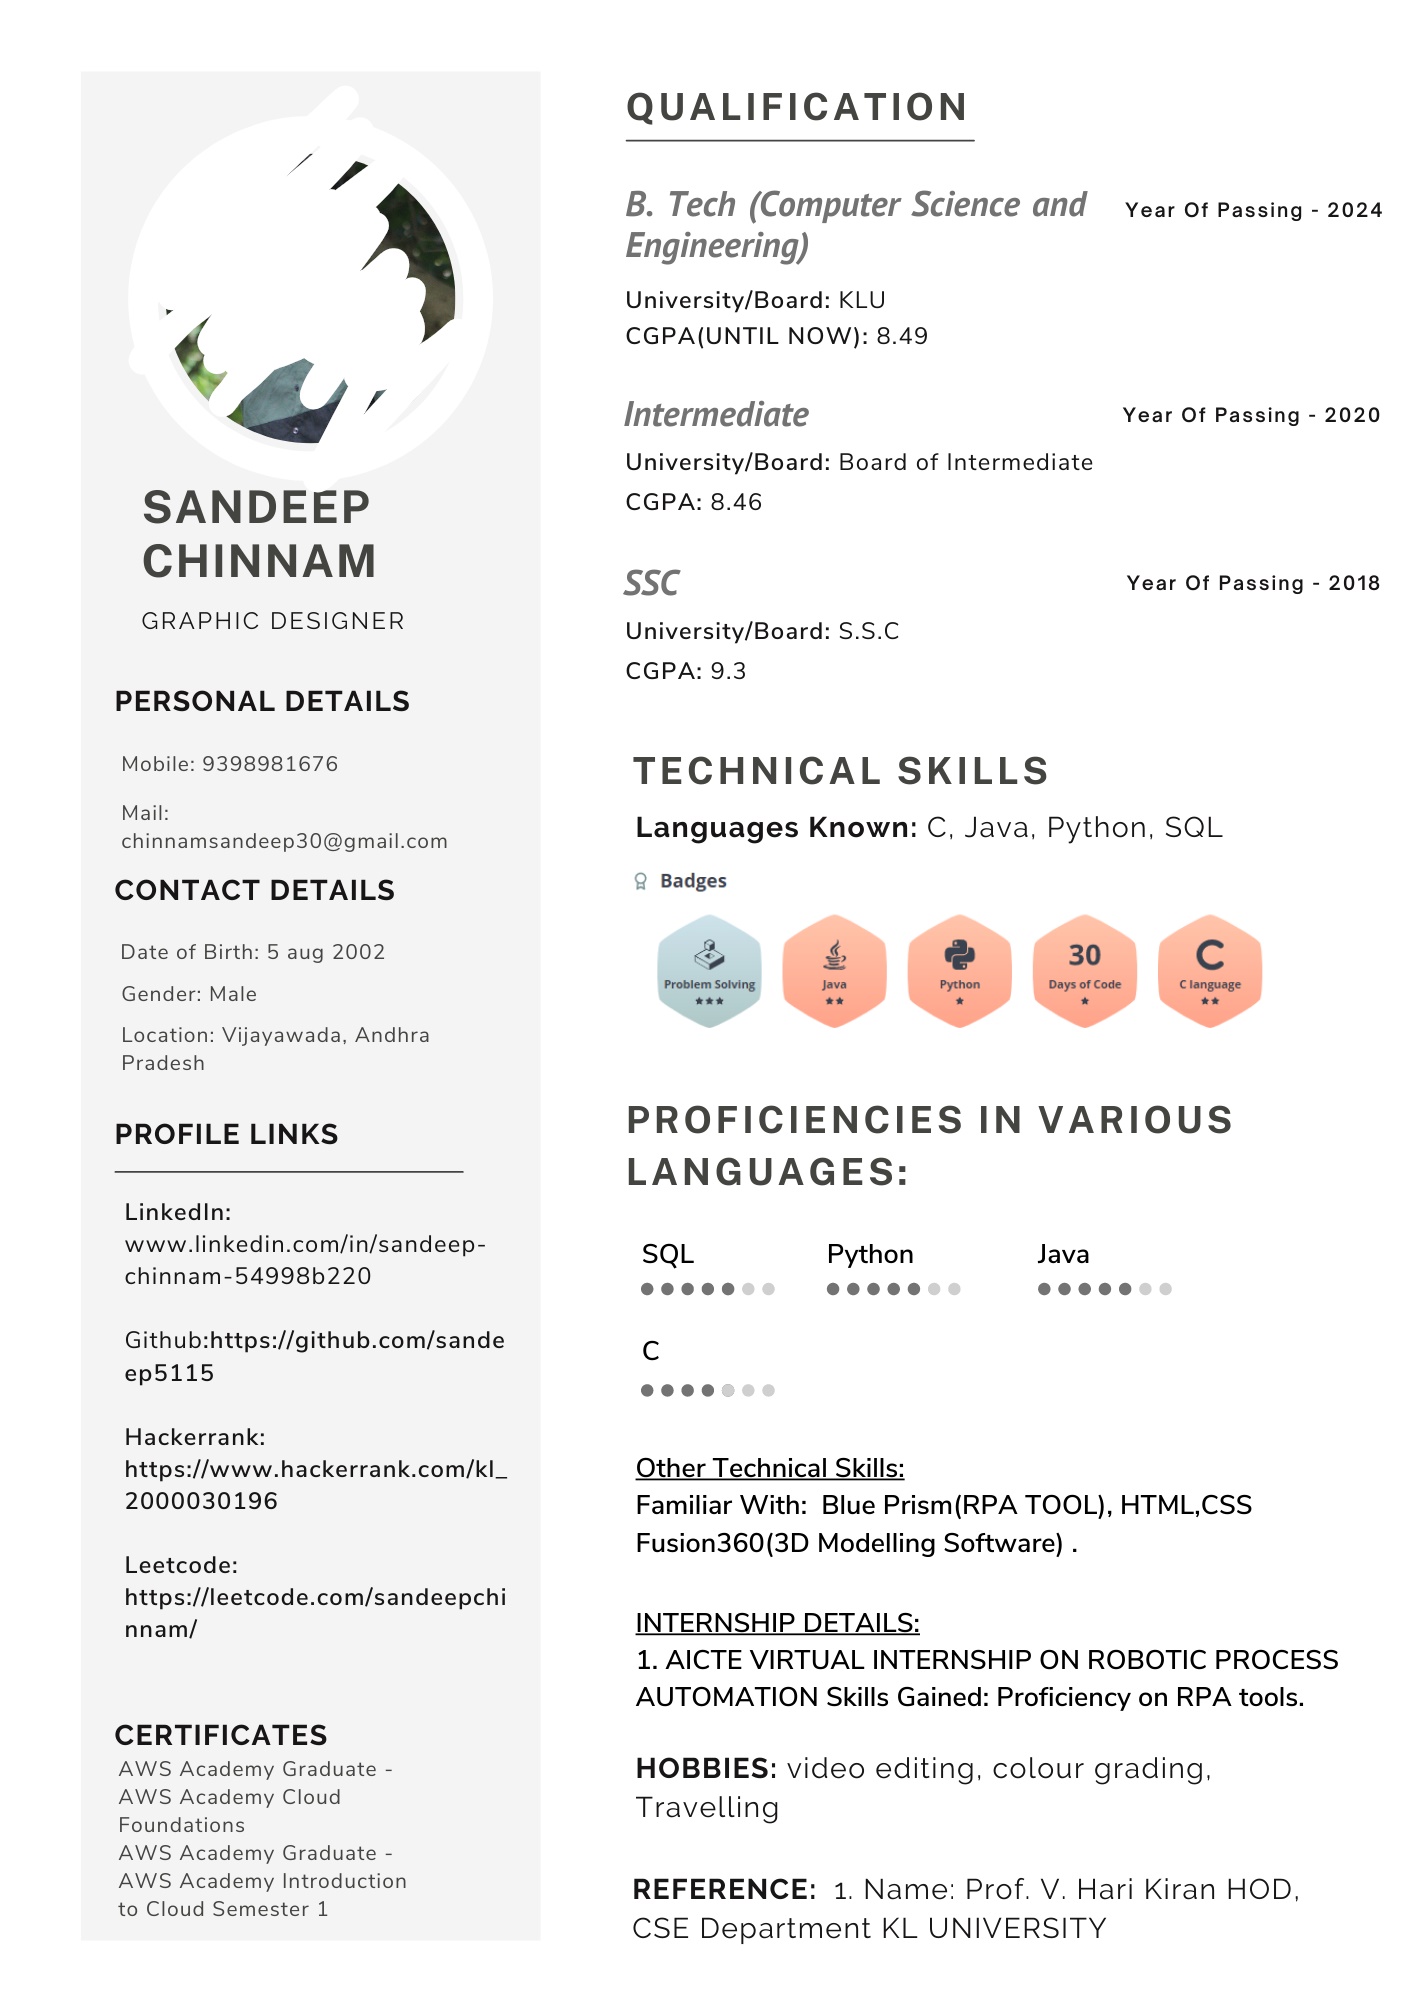 SANDEEP
CHINNAM
GRAPHIC DESIGNER
PERSONAL DETAILS
Mobile: 9398981676
Mail:
chinnamsandeep30@gmail.com
CONTACT DETAILS
Date of Birth: 5 aug 2002
Gender: Male
Location: Vijayawada, Andhra
Pradesh
PROFILE LINKS
LinkedIn:
www.linkedin.com/in/sandeep-
chinnam-54998b220
Github:https://github.com/sande
ep5115
Hackerrank:
https://www.hackerrank.com/kl_
2000030196
Leetcode:
https://leetcode.com/sandeepchi
nnam/
CERTIFICATES
AWS Academy Graduate -
AWS Academy Cloud
Foundations
AWS Academy Graduate -
AWS Academy Introduction
to Cloud Semester 1
QUALIFICATION
B. Tech (Computer Science and
Engineering)
Year Of Passing - 2024
University/Board: KLU
CGPA(UNTIL NOW): 8.49
Intermediate
Year Of Passing - 2020
University/Board: Board of Intermediate
CGPA: 8.46
SSC
Year Of Passing - 2018
University/Board: S.S.C
CGPA: 9.3
TECHNICAL SKILLS
Languages Known: C, Java, Python, SQL
Badges
Problem Solving
Java
Python
30
Days of Code
C
C language
PROFICIENCIES IN VARIOUS
LANGUAGES:
SQL
Python
Java
C
Other Technical Skills:
Familiar With: Blue Prism(RPA TOOL), HTML,CSS
Fusion360(3D Modelling Software) .
INTERNSHIP DETAILS:
1. AICTE VIRTUAL INTERNSHIP ON ROBOTIC PROCESS
AUTOMATION Skills Gained: Proficiency on RPA tools.
HOBBIES: video editing, colour grading,
Travelling
REFERENCE: 1. Name: Prof. V. Hari Kiran HOD,
CSE Department KL UNIVERSITY